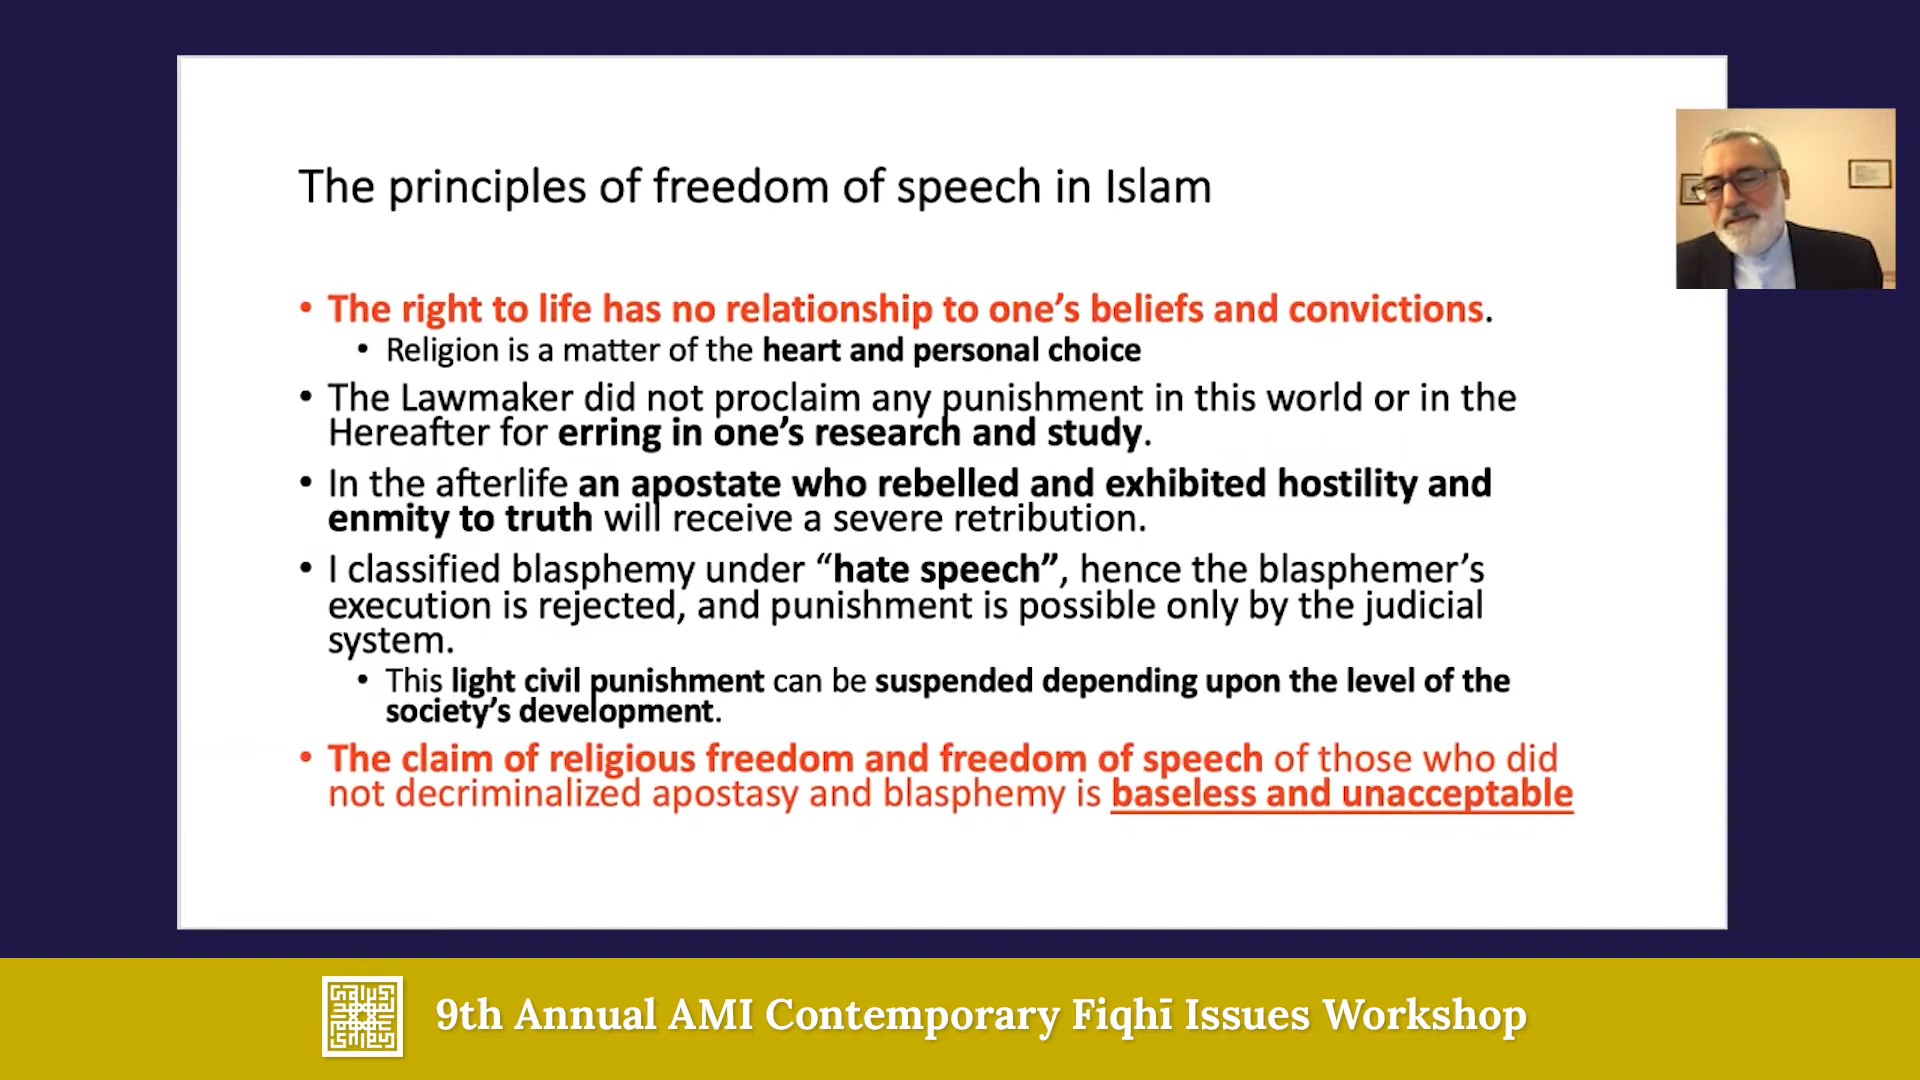 The principles of freedom of speech in Islam
• The right to life has no relationship to one’s beliefs and convictions.
• Religion is a matter of the heart and personal choice
• The Lawmaker did not proclaim any punishment in this world or in the
Hereafter for erring in one’s research and study.
• In the afterlife an apostate who rebelled and exhibited hostility and
enmity to truth will receive a severe retribution.
• I classified blasphemy under “hate speech”, hence the blasphemer’s
execution is rejected, and punishment is possible only by the judicial
system.
• This light civil punishment can be suspended depending upon the level of the
society’s development.
• The claim of religious freedom and freedom of speech of those who did
not decriminalized apostasy and blasphemy is baseless and unacceptable
9th Annual AMI Contemporary Fiqhī Issues Workshop